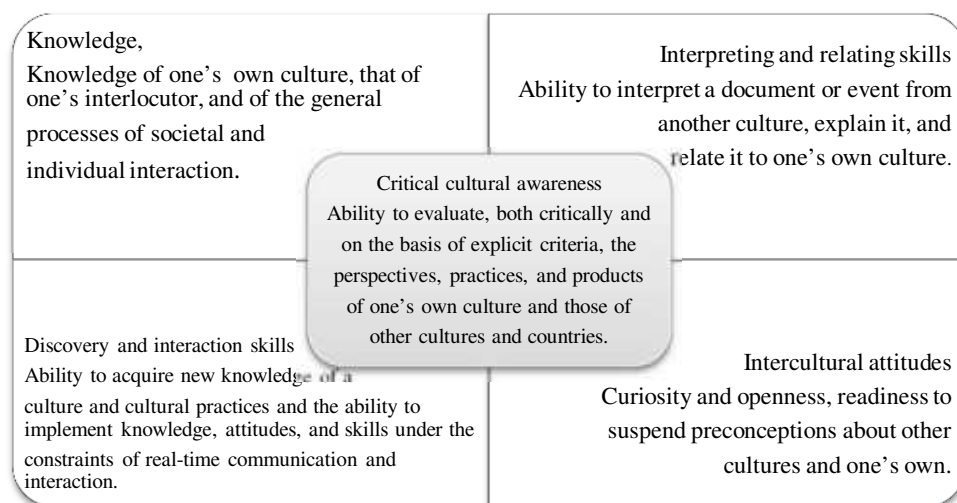 Knowledge,
Knowledge of one's own culture, that of
one's interlocutor, and of the general
processes of societal and
individual interaction.
Interpreting and relating skills
Ability to interpret a document or event from
another culture, explain it, and
relate it to one's own culture.
Critical cultural awareness
Ability to evaluate, both critically and
on the basis of explicit criteria, the
perspectives, practices, and products
of one's own culture and those of
other cultures and countries.
Discovery and interaction skills
Ability to acquire new knowledge of a
culture and cultural practices and the ability to
implement knowledge, attitudes, and skills under the
constraints of real-time communication and
interaction.
Intercultural attitudes
Curiosity and openness, readiness to
suspend preconceptions about other
cultures and one's own.